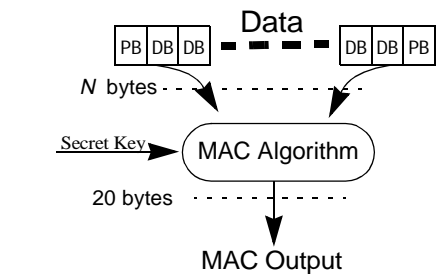 Data
PB DB DB DB DB PB
N bytes
Secret Key
MAC Algorithm
20 bytes
MAC Output